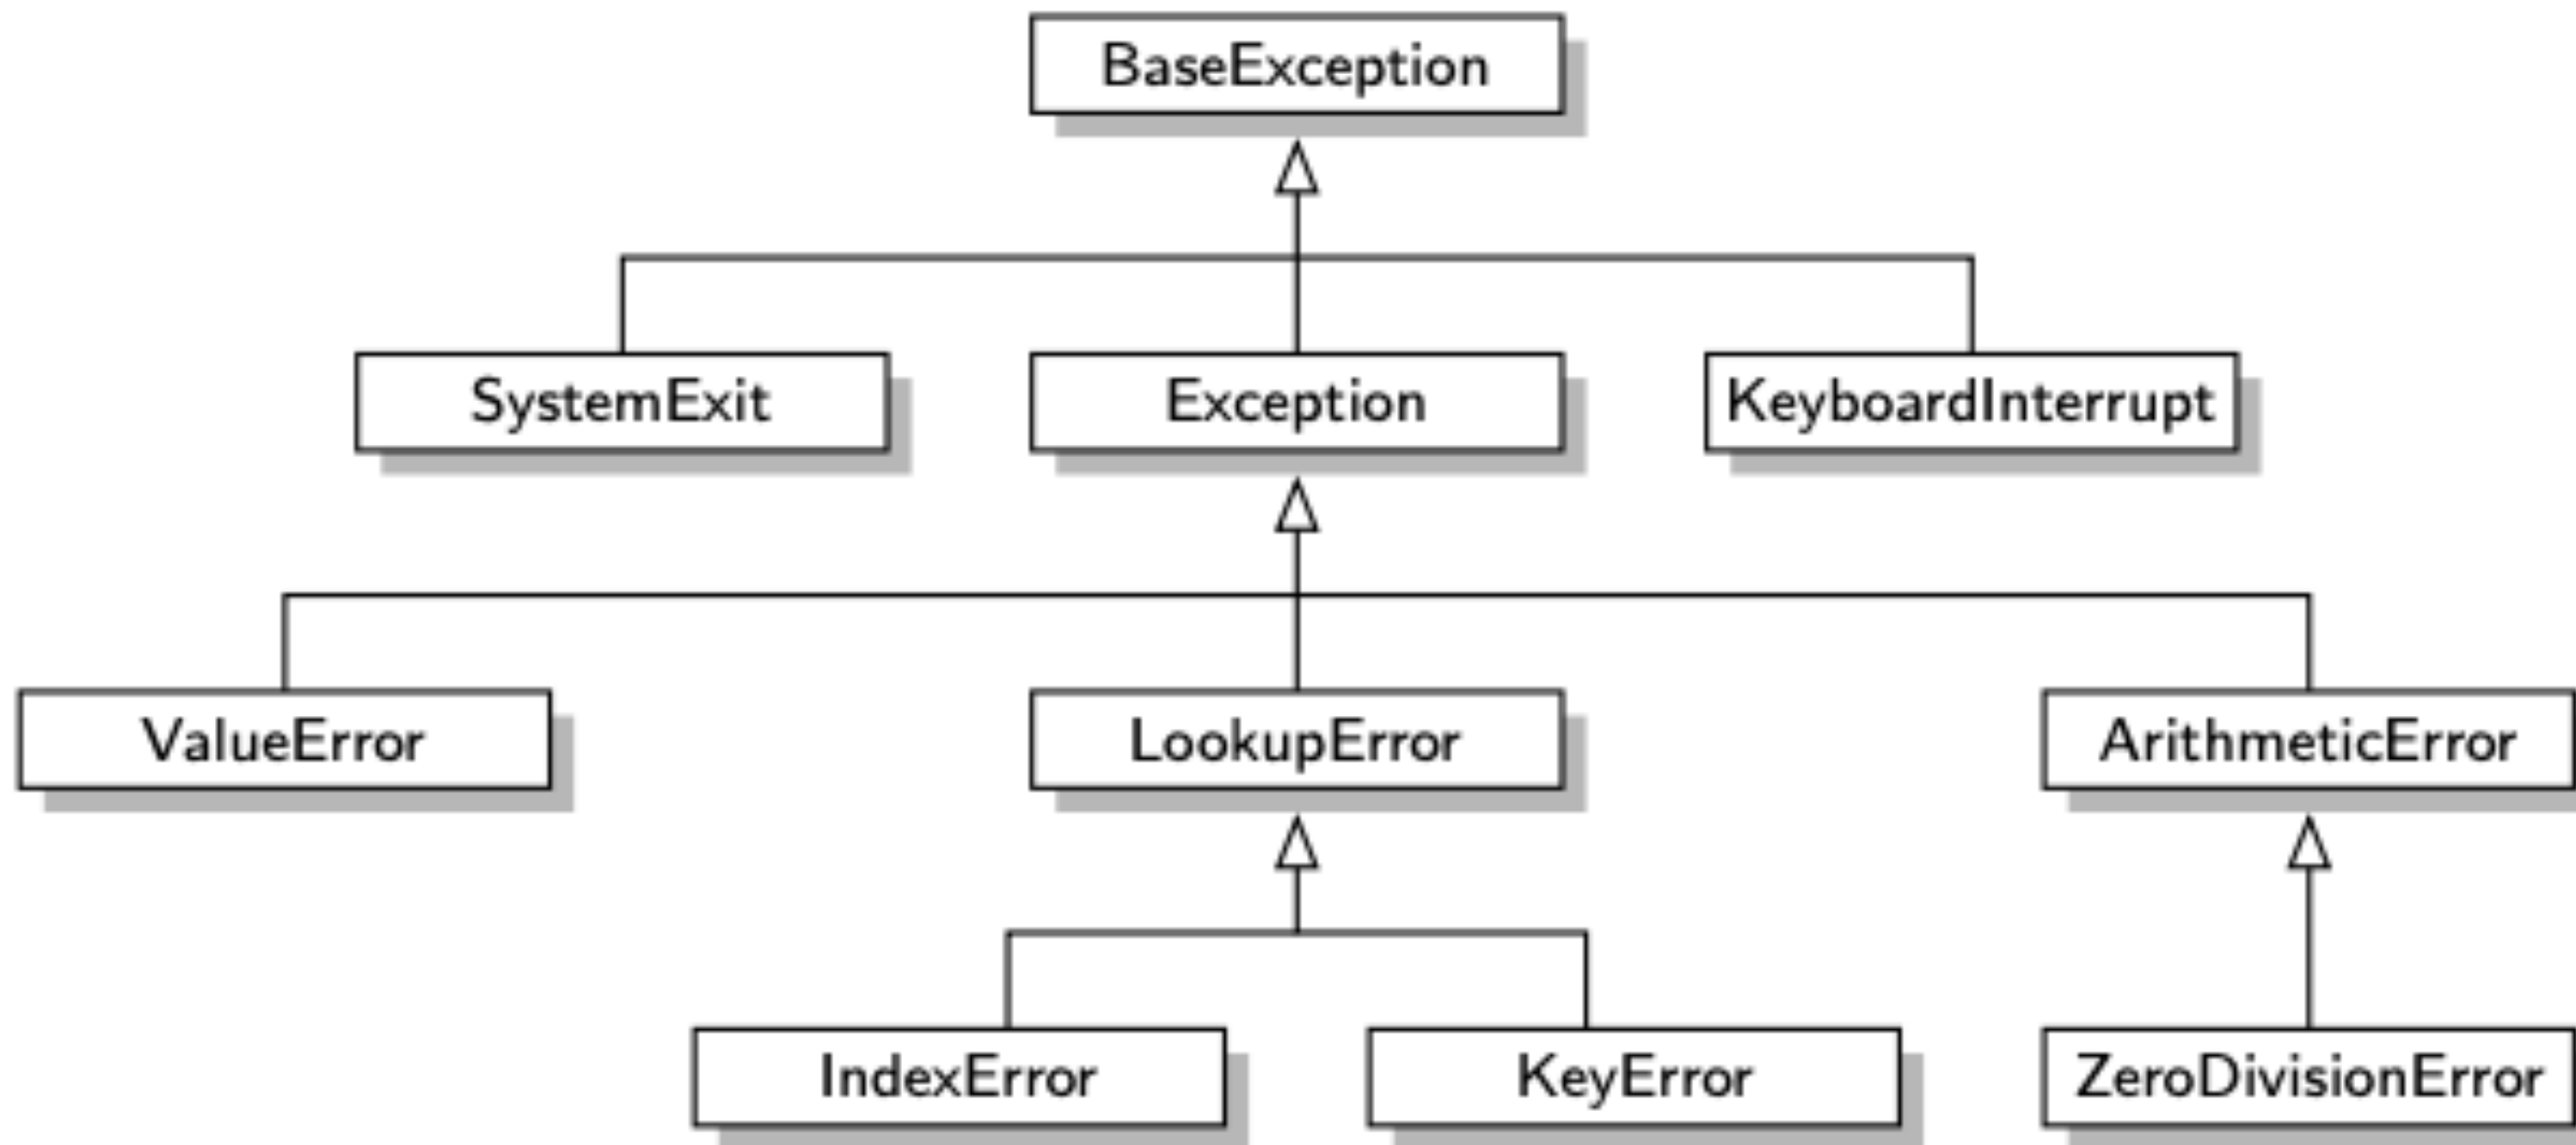 BaseException
SystemExit
Exception
KeyboardInterrupt
ValueError
LookupError
ArithmeticError
IndexError
KeyError
ZeroDivisionError